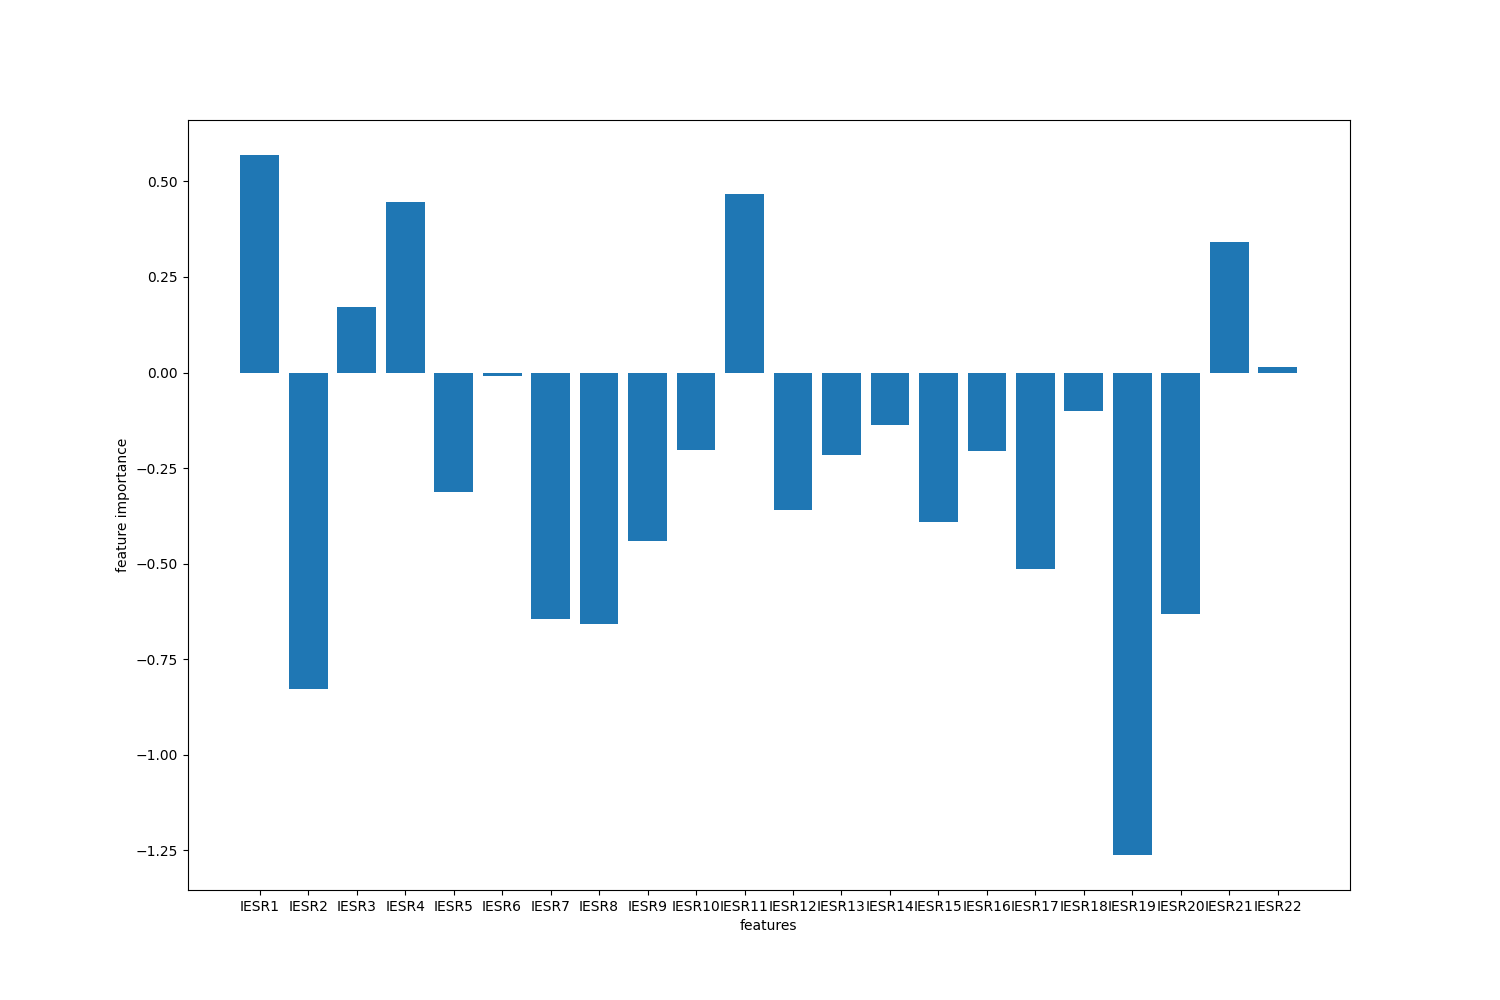 feature importance
0.50
0.25
0.00
−0.25
−0.50
−0.75
−1.00
−1.25
IESR1 IESR2 IESR3 IESR4 IESR5 IESR6 IESR7 IESR8 IESR9 IESR10 IESR11 IESR12 IESR13 IESR14 IESR15 IESR16 IESR17 IESR18 IESR19 IESR20 IESR21 IESR22
features